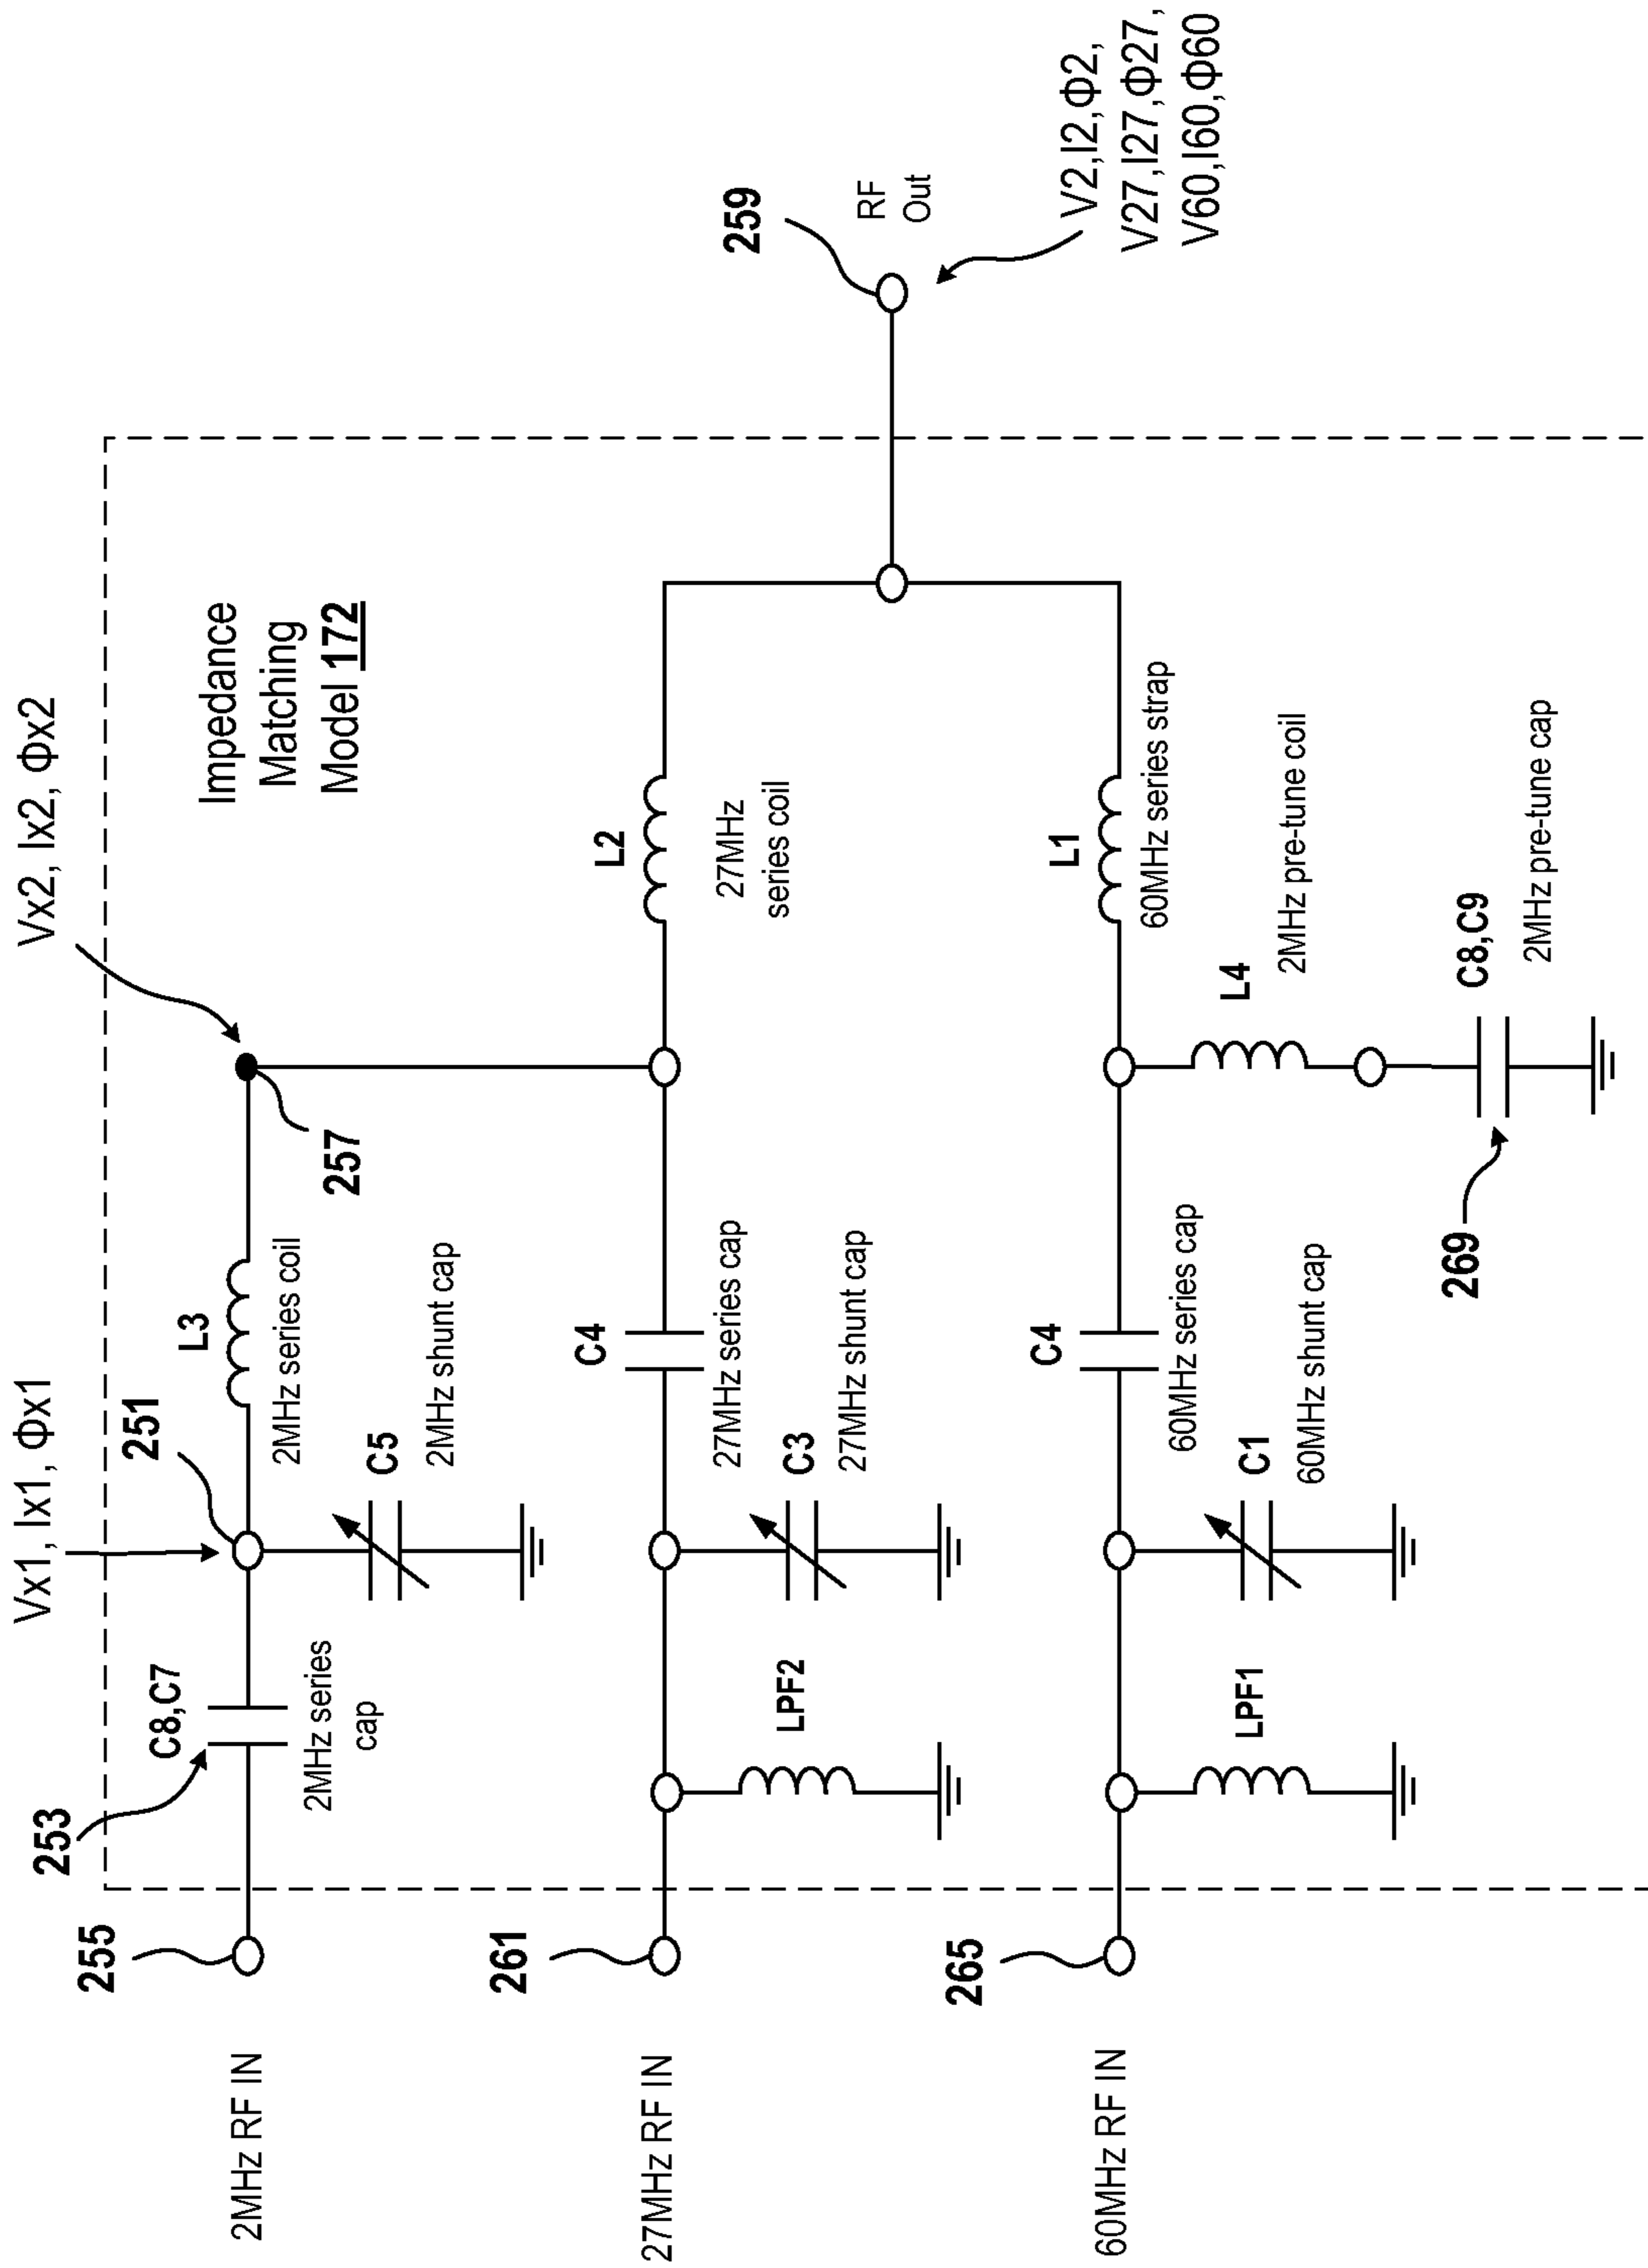 Vx1, Ix1, Φx1
Vx2, Ix2, Φx2
253
251
255
C8,C7
2MHz series
cap
L3
2MHz series coil
257
C5
2MHz shunt cap
Impedance
Matching
Model 172
2MHz RF IN
261
27MHz RF IN
LPF2
C3
27MHz shunt cap
C4
27MHz series cap
L2
27MHz
series coil
259
RF
Out
V2,I2,Φ2,
V27,I27,Φ27,
V60,I60,Φ60
265
60MHz RF IN
LPF1
C1
60MHz shunt cap
C4
60MHz series cap
L1
60MHz series strap
L4
2MHz pre-tune coil
269
C8,C9
2MHz pre-tune cap